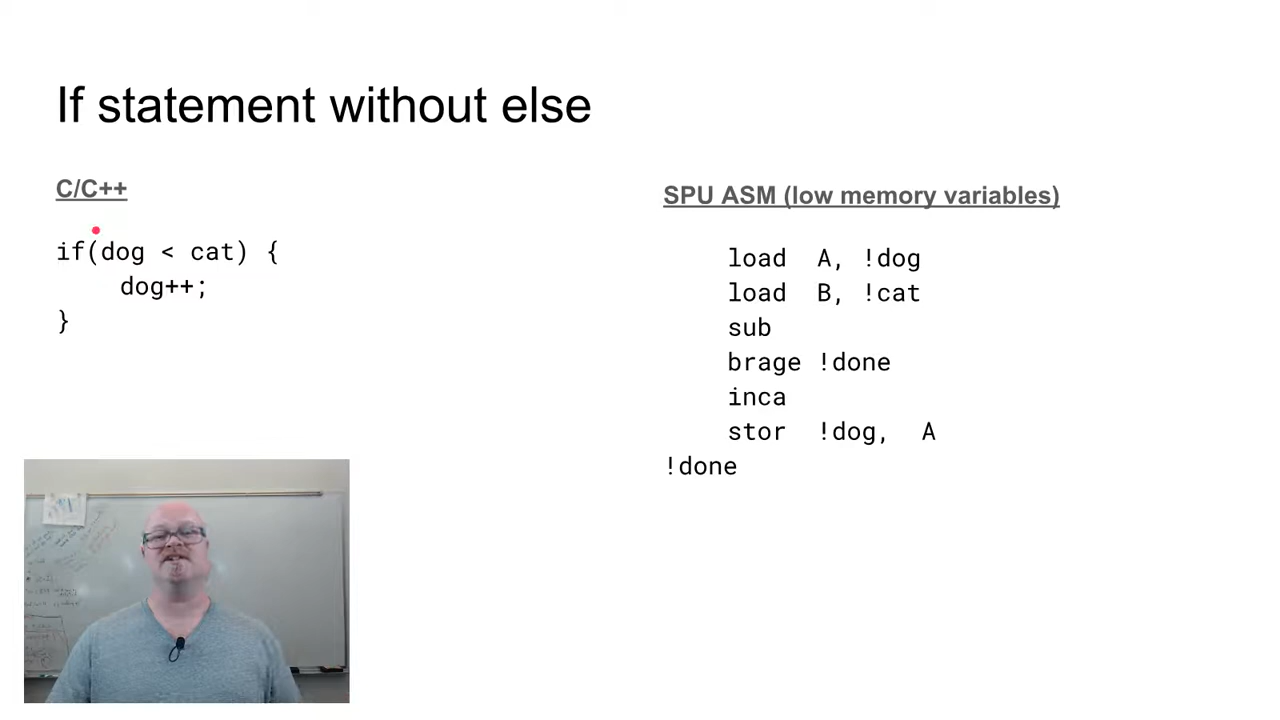 If statement without else
C/C++
if(dog < cat) {
dog++;
}
SPU ASM (low memory variables)
load A, !dog
load B, !cat
sub
brage !done
inca
stor !dog, A
!done